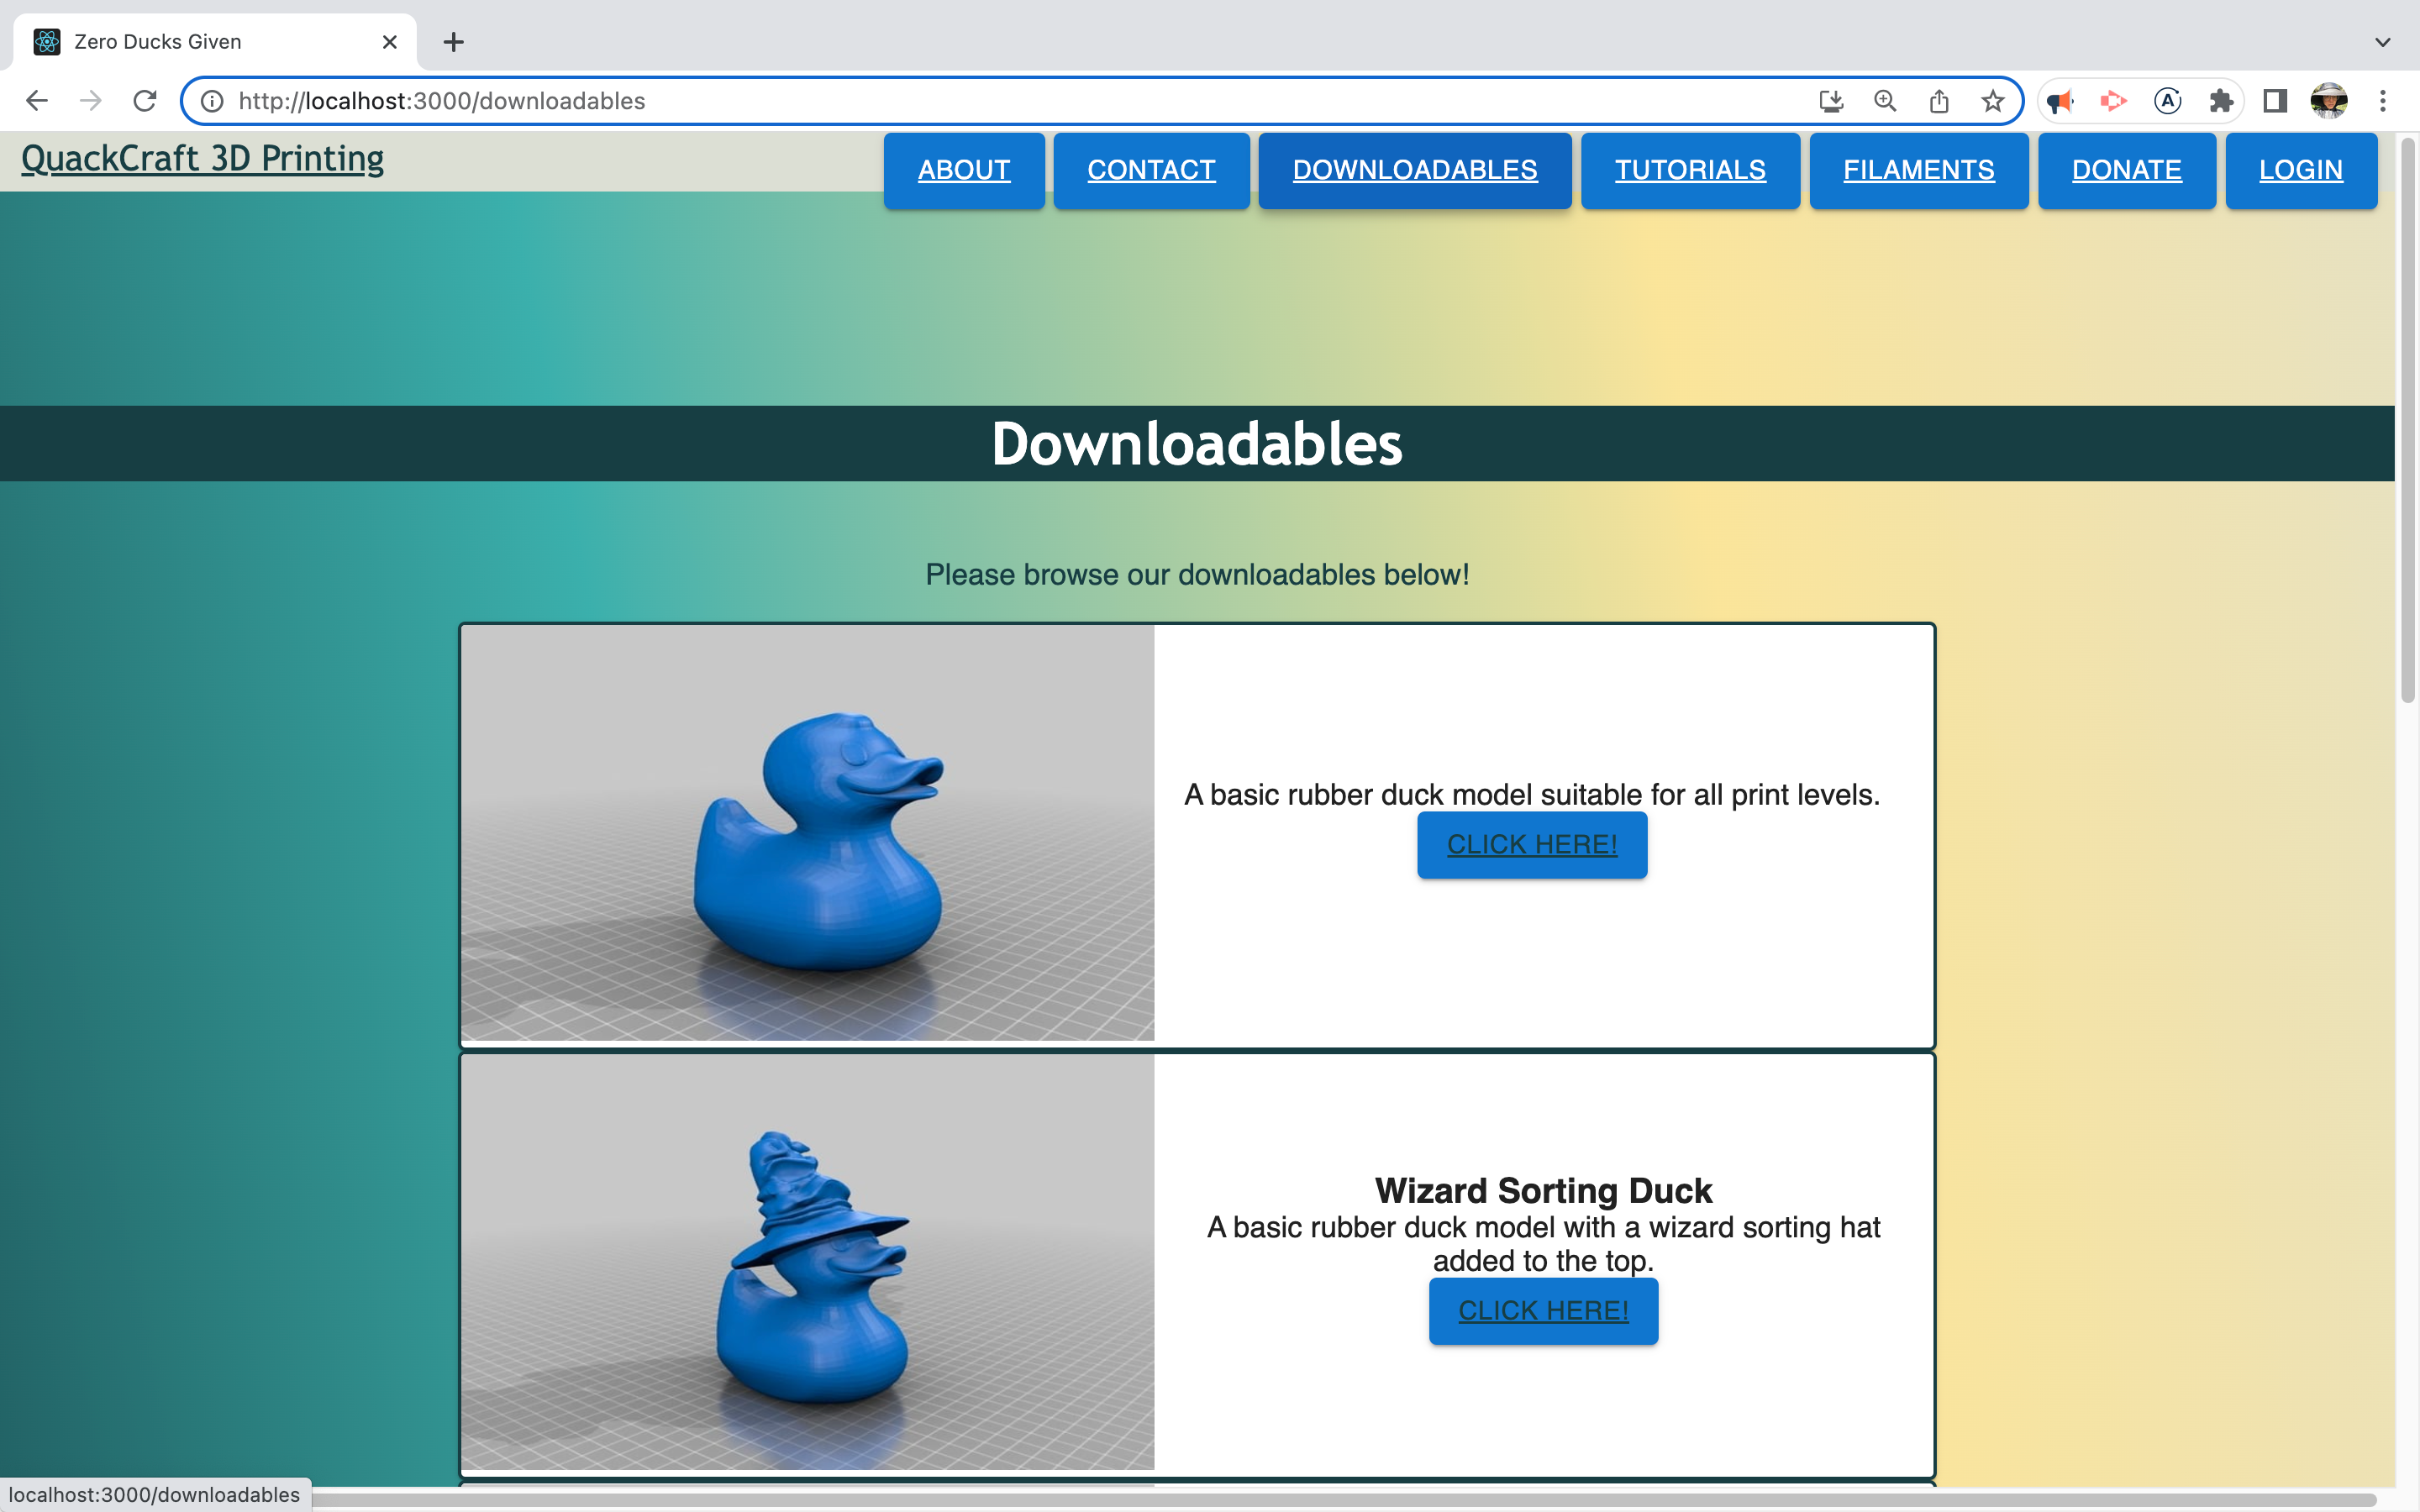 Zero Ducks Given
http://localhost:3000/downloadables
QuackCraft 3D Printing
ABOUT
CONTACT
DOWNLOADABLES
TUTORIALS
FILAMENTS
DONATE
LOGIN
Downloadables
Please browse our downloadables below!
A basic rubber duck model suitable for all print levels.
CLICK HERE!
Wizard Sorting Duck
A basic rubber duck model with a wizard sorting hat
added to the top.
CLICK HERE!
localhost:3000/downloadables